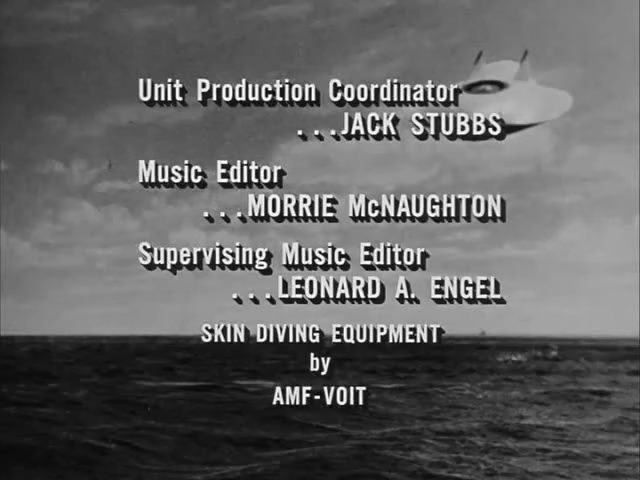 Unit Production Coordinator
...JACK STUBBS
Music Editor
...MORRIE McNAUGHTON
Supervising Music Editor
...LEONARD A. ENGEL
SKIN DIVING EQUIPMENT
by
AMF-VOIT